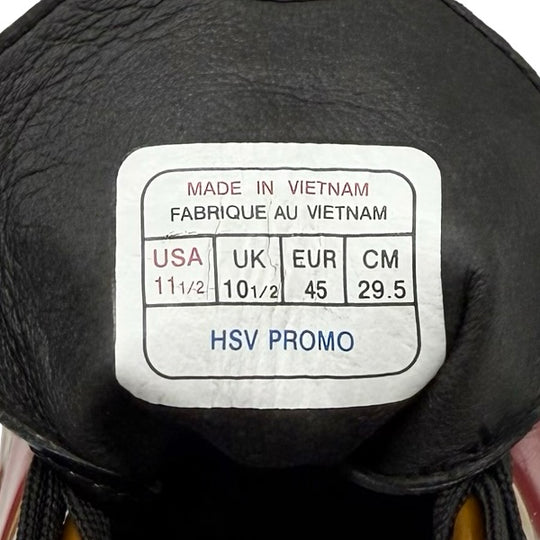 MADE IN VIETNAM
FABRIQUE AU VIETNAM
USA UK EUR CM
11 1/2 10 1/2 45 29.5
HSV PROMO